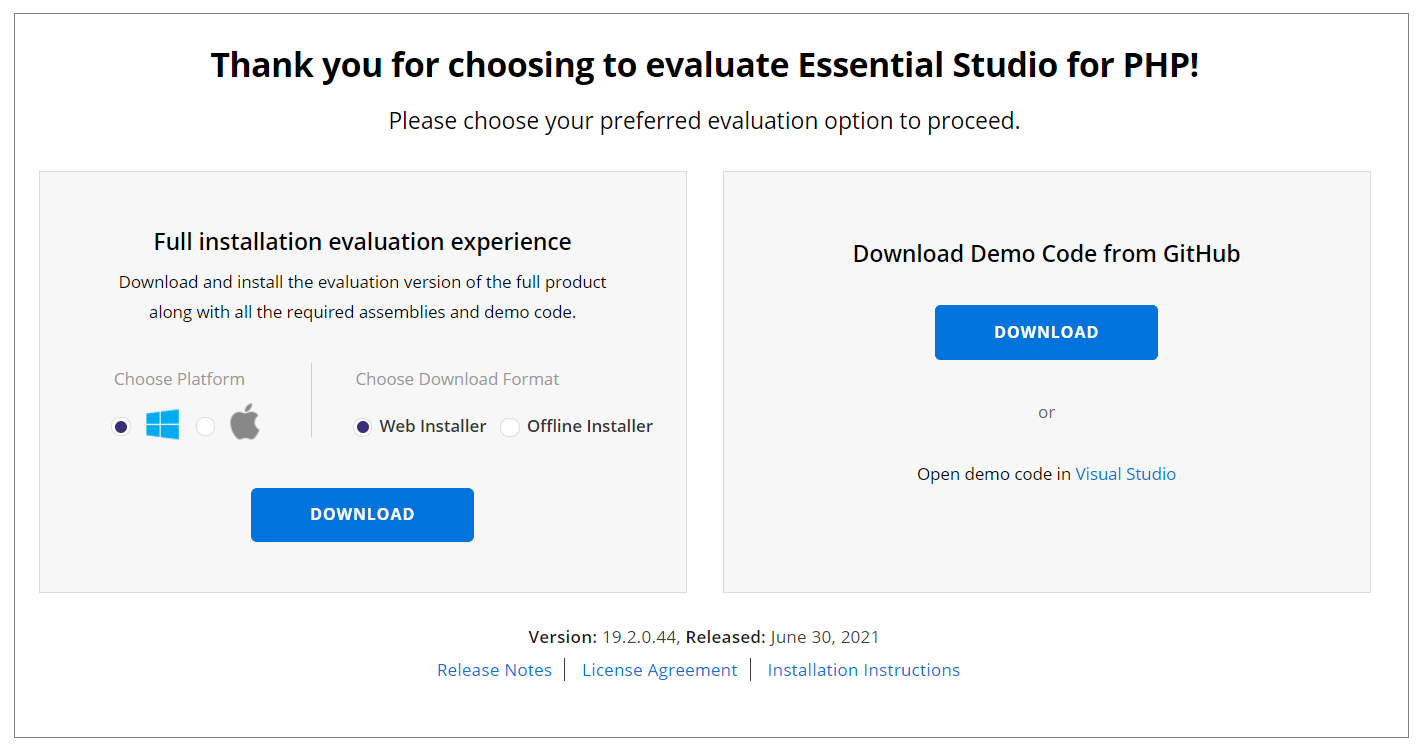 Thank you for choosing to evaluate Essential Studio for PHP!
Please choose your preferred evaluation option to proceed.
Full installation evaluation experience
Download and install the evaluation version of the full product
along with all the required assemblies and demo code.
Choose Platform
Choose Download Format
Web Installer
Offline Installer
DOWNLOAD
Download Demo Code from GitHub
DOWNLOAD
or
Open demo code in Visual Studio
Version: 19.2.0.44, Released: June 30, 2021
Release Notes | License Agreement | Installation Instructions